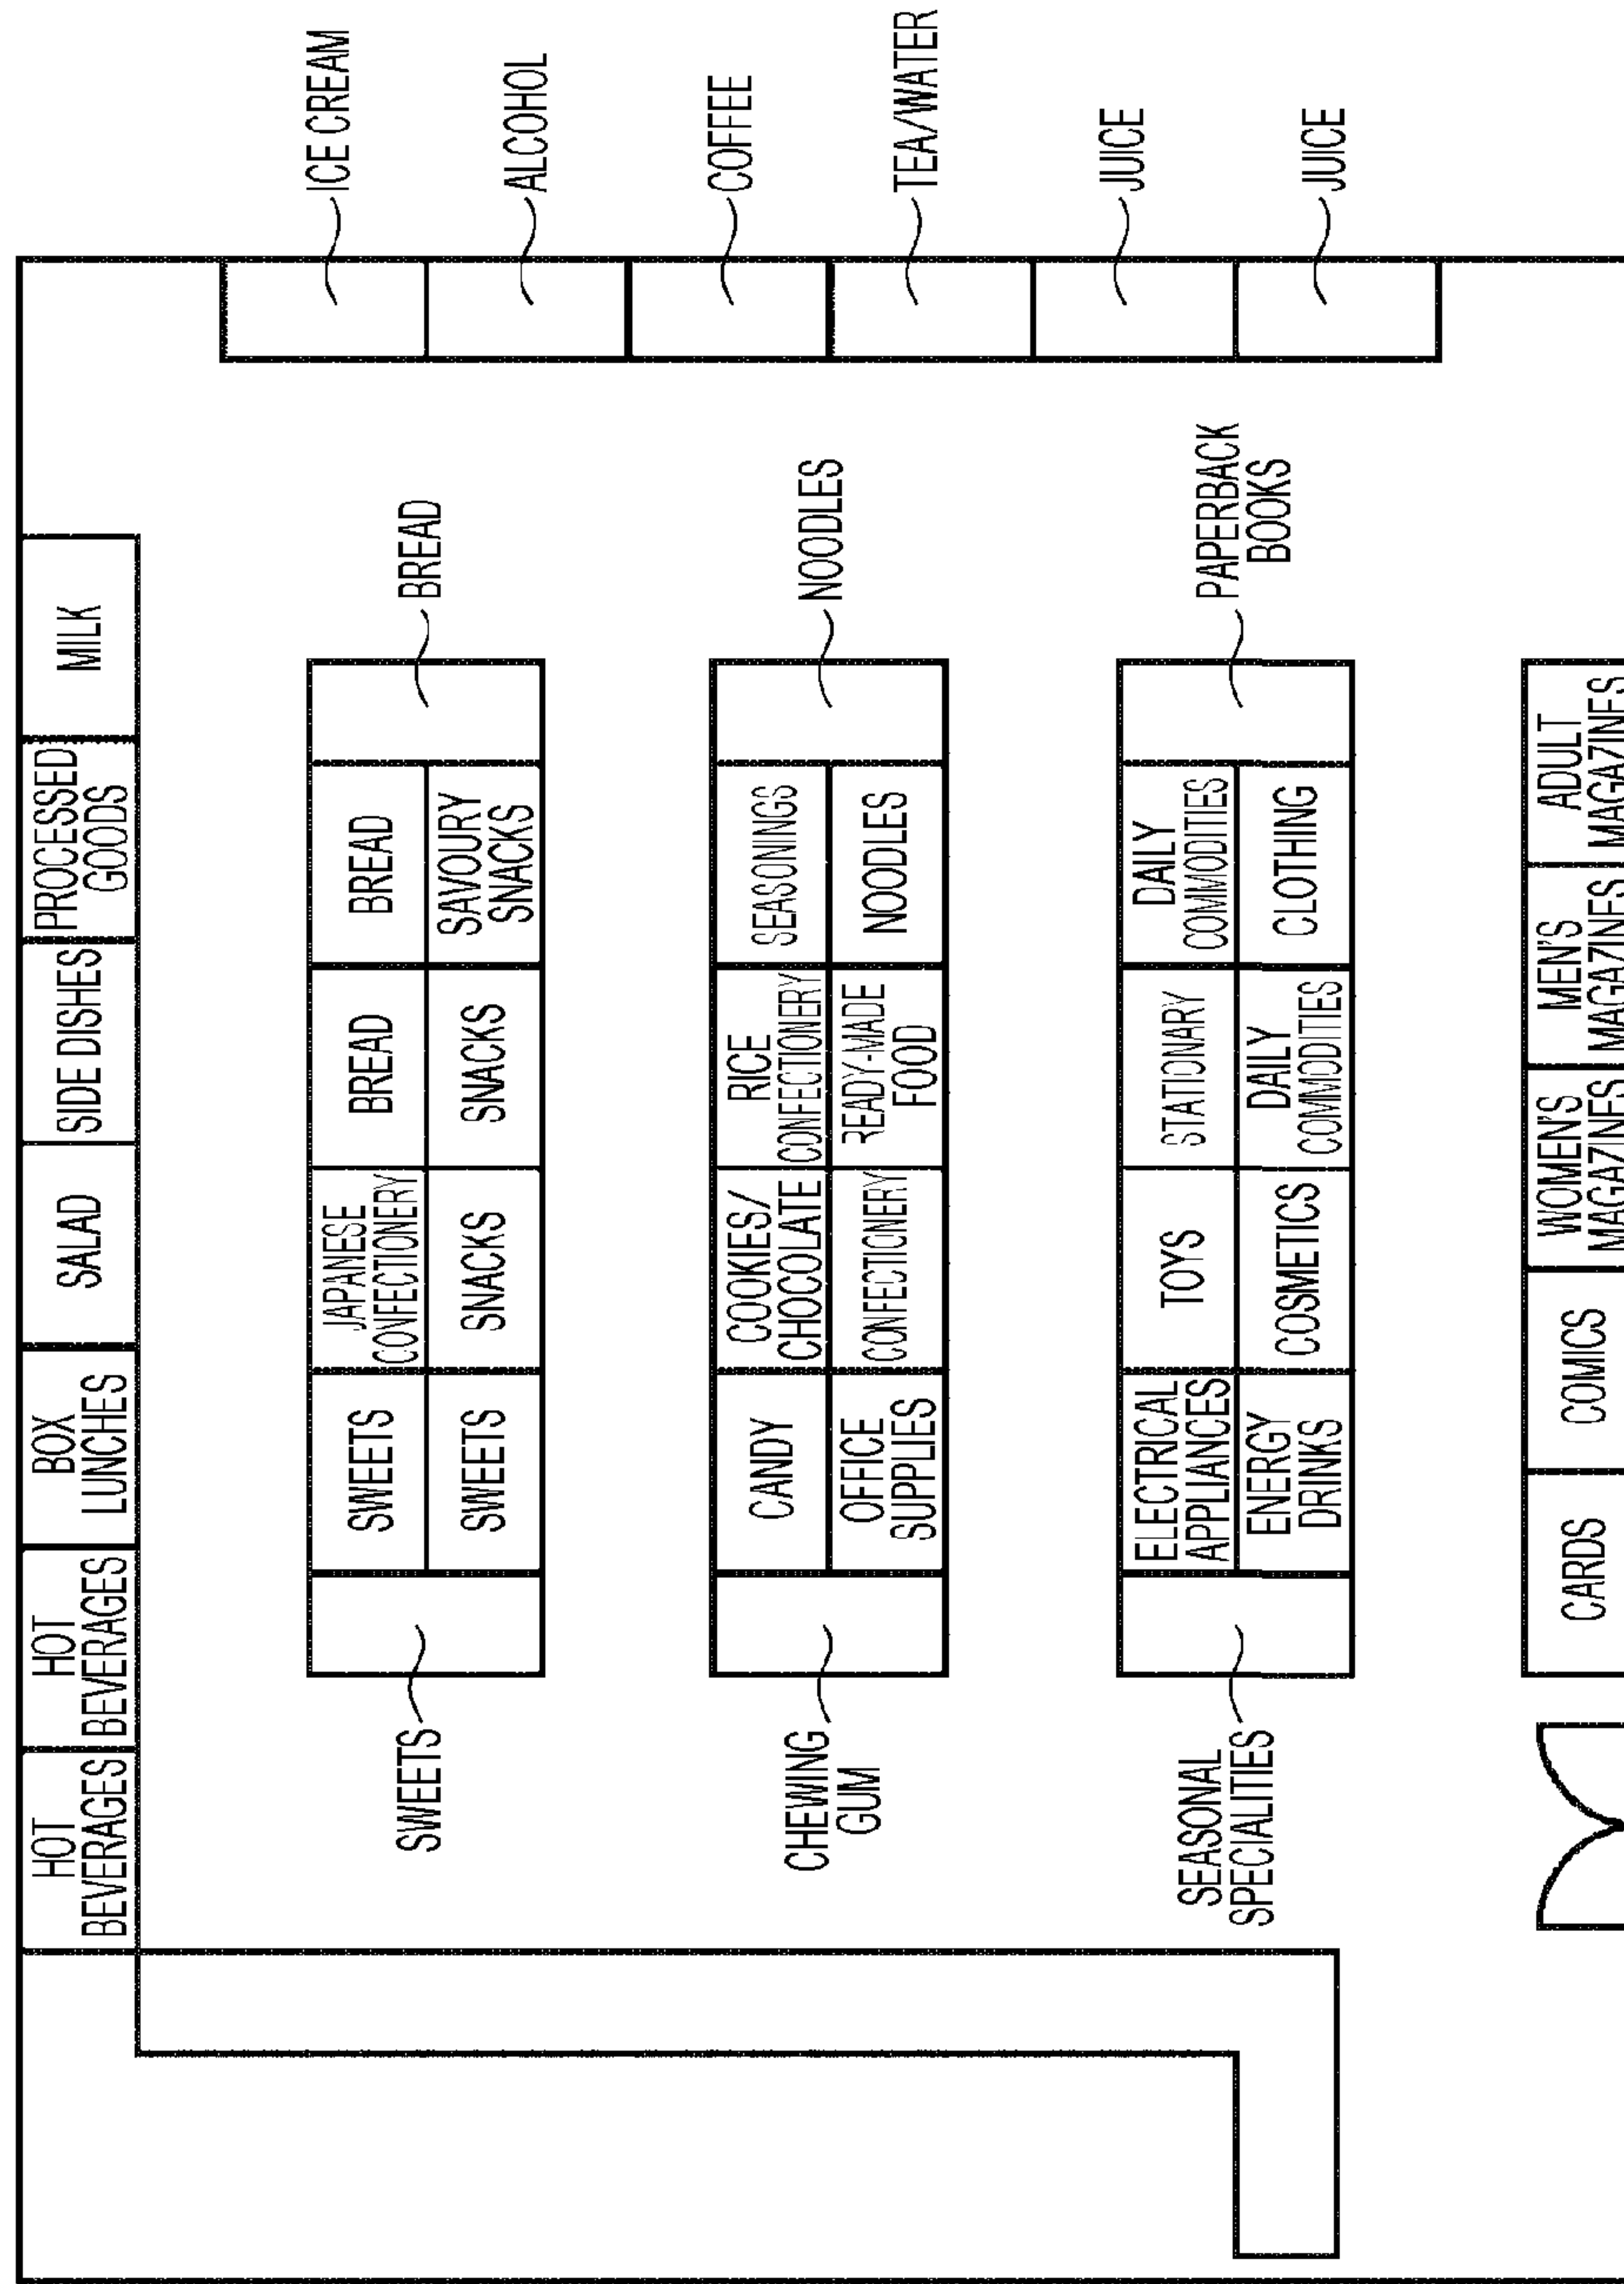 HOT
BEVERAGES
HOT
BEVERAGES
BOX
LUNCHES
SALAD
SIDE DISHES
PROCESSED
GOODS
MILK
ICE CREAM
ALCOHOL
COFFEE
TEA/WATER
JUICE
JUICE
SWEETS
SWEETS
JAPANESE
CONFECTIONERY
BREAD
BREAD
BREAD
SWEETS
SNACKS
SNACKS
SAVOURY
SNACKS
CHEWING
GUM
CANDY
COOKIES/
CHOCOLATE
RICE
CONFECTIONERY
SEASONINGS
NOODLES
OFFICE
SUPPLIES
CONFECTIONERY
READY-MADE
FOOD
NOODLES
SEASONAL
SPECIALITIES
ELECTRICAL
APPLIANCES
TOYS
STATIONARY
DAILY
COMMODITIES
PAPERBACK
BOOKS
ENERGY
DRINKS
COSMETICS
DAILY
COMMODITIES
CLOTHING
CARDS
COMICS
WOMEN'S
MAGAZINES
MEN'S
MAGAZINES
ADULT
MAGAZINES